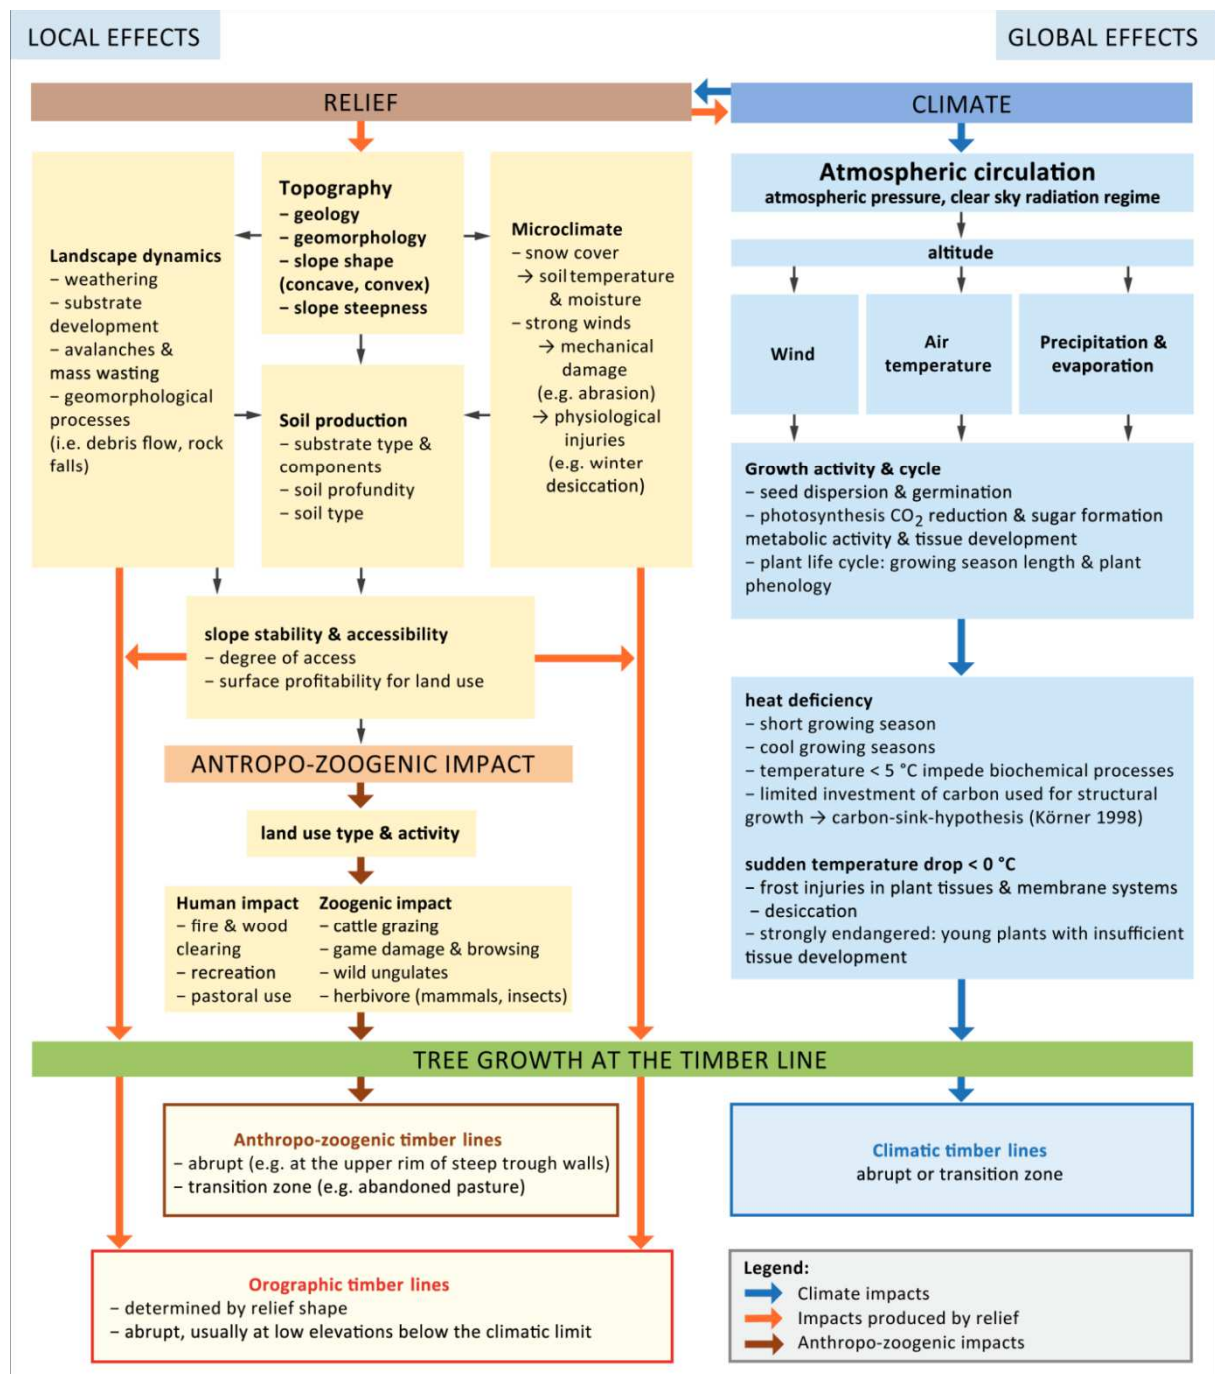 LOCAL EFFECTS
GLOBAL EFFECTS
RELIEF
CLIMATE
Landscape dynamics
– weathering
– substrate
development
– avalanches &
mass wasting
– geomorphological
processes
(i.e. debris flow, rock
falls)
Topography
– geology
– geomorphology
– slope shape
(concave, convex)
– slope steepness
Soil production
– substrate type &
components
– soil profundity
– soil type
Microclimate
– snow cover
→ soil temperature
& moisture
– strong winds
→ mechanical
damage
(e.g. abrasion)
→ physiological
injuries
(e.g. winter
desiccation)
slope stability & accessibility
– degree of access
– surface profitability for land use
ANTROPO-ZOOGENIC IMPACT
land use type & activity
Human impact
– fire & wood
clearing
– recreation
– pastoral use
Zoogenic impact
– cattle grazing
– game damage & browsing
– wild ungulates
– herbivore (mammals, insects)
Atmospheric circulation
atmospheric pressure, clear sky radiation regime
altitude
Wind
Air
temperature
Precipitation &
evaporation
Growth activity & cycle
– seed dispersion & germination
– photosynthesis CO2 reduction & sugar formation
metabolic activity & tissue development
– plant life cycle: growing season length & plant
phenology
heat deficiency
– short growing season
– cool growing seasons
– temperature < 5 °C impede biochemical processes
– limited investment of carbon used for structural
growth → carbon-sink-hypothesis (Körner 1998)
sudden temperature drop < 0 °C
– frost injuries in plant tissues & membrane systems
– desiccation
– strongly endangered: young plants with insufficient
tissue development
TREE GROWTH AT THE TIMBER LINE
Anthropo-zoogenic timber lines
– abrupt (e.g. at the upper rim of steep trough walls)
– transition zone (e.g. abandoned pasture)
Climatic timber lines
abrupt or transition zone
Orographic timber lines
– determined by relief shape
– abrupt, usually at low elevations below the climatic limit
Legend:
Climate impacts
Impacts produced by relief
Anthropo-zoogenic impacts